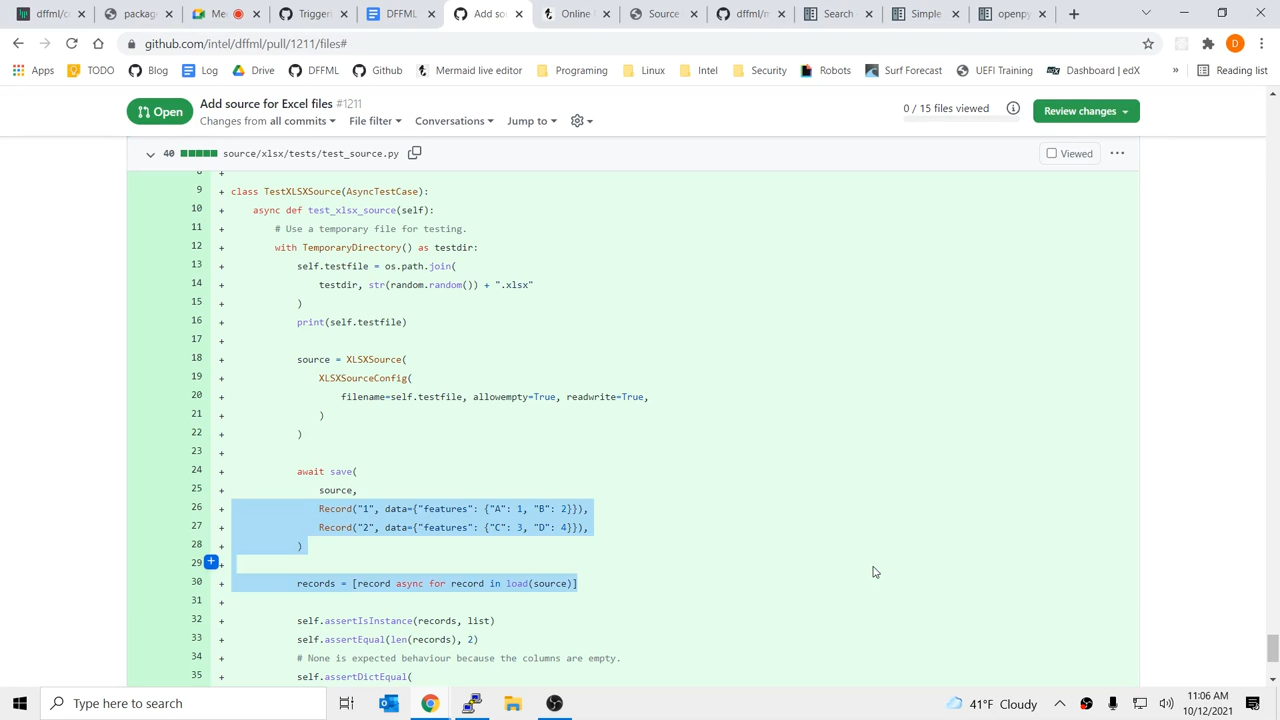 dffml/c
package
Me
Triggeri
DFFML
Add so
Online
Source
dffml/m
Search
Simple
openpy
github.com/intel/dffml/pull/1211/files#
Apps
TODO
Blog
Log
Drive
DFFML
Github
Mermaid live editor
Programing
Linux
Intel
Security
Robots
Surf Forecast
UEFI Training
Dashboard | edX
»
Reading list
Open
Add source for Excel files #1211
Changes from all commits
File filter
Conversations
Jump to
0 / 15 files viewed
Review changes
40 source/xlsx/tests/test_source.py
Viewed
8 +
9 + class TestXLSXSource(AsyncTestCase):
10 + async def test_xlsx_source(self):
11 + # Use a temporary file for testing.
12 + with TemporaryDirectory() as testdir:
13 + self.testfile = os.path.join(
14 + testdir, str(random.random()) + ".xlsx"
15 + )
16 + print(self.testfile)
17 +
18 + source = XLSXSource(
19 + XLSXSourceConfig(
20 + filename=self.testfile, allowempty=True, readwrite=True,
21 + )
22 + )
23 +
24 + await save(
25 + source,
26 + Record("1", data={"features": {"A": 1, "B": 2}}),
27 + Record("2", data={"features": {"C": 3, "D": 4}}),
28 + )
29 +
30 + records = [record async for record in load(source)]
31 +
32 + self.assertIsInstance(records, list)
33 + self.assertEqual(len(records), 2)
34 + # None is expected behaviour because the columns are empty.
35 + self.assertDictEqual(
Type here to search
41°F Cloudy
11:06 AM
10/12/2021